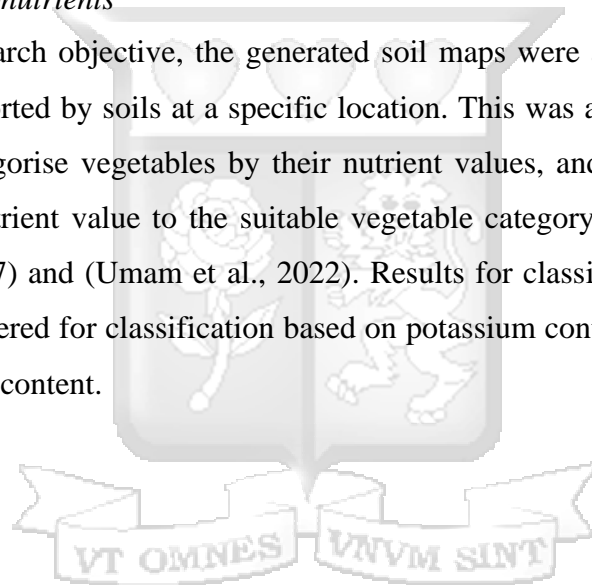 nutrients
arch objective, the generated soil maps were
orted by soils at a specific location. This was a
gorise vegetables by their nutrient values, and
trient value to the suitable vegetable category
7) and (Umam et al., 2022). Results for classi
ered for classification based on potassium con
content.
VT OMNES VNVM SINT